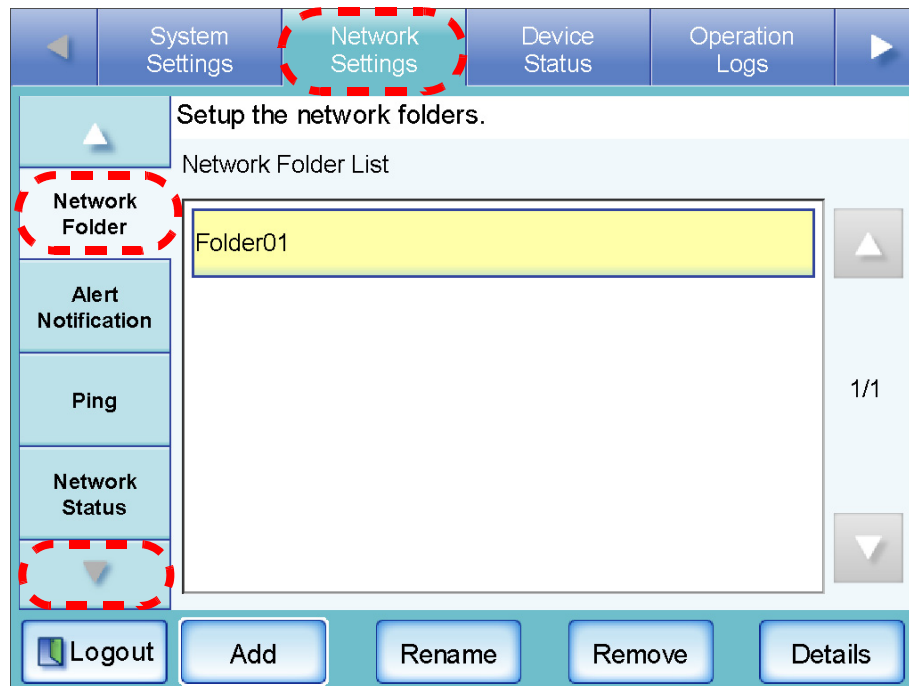 System
Settings
Network
Settings
Device
Status
Operation
Logs
Setup the network folders.
Network Folder List
Network
Folder
Folder01
Alert
Notification
Ping
1/1
Network
Status
Logout
Add
Rename
Remove
Details